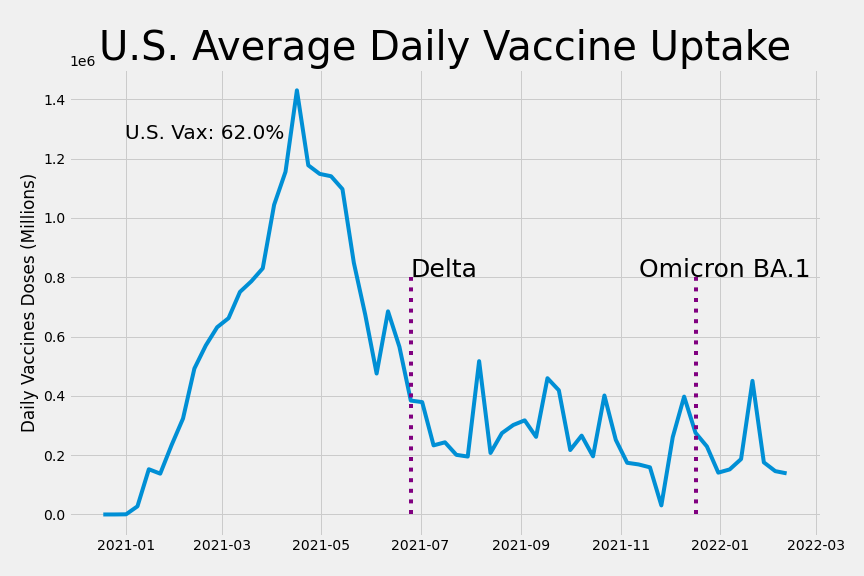 U.S. Average Daily Vaccine Uptake
1e6
1.4
U.S. Vax: 62.0%
1.2
1.0
Daily Vaccines Doses (Millions)
Delta
Omicron BA.1
0.8
0.6
0.4
0.2
0.0
2021-01 2021-03 2021-05 2021-07 2021-09 2021-11 2022-01 2022-03